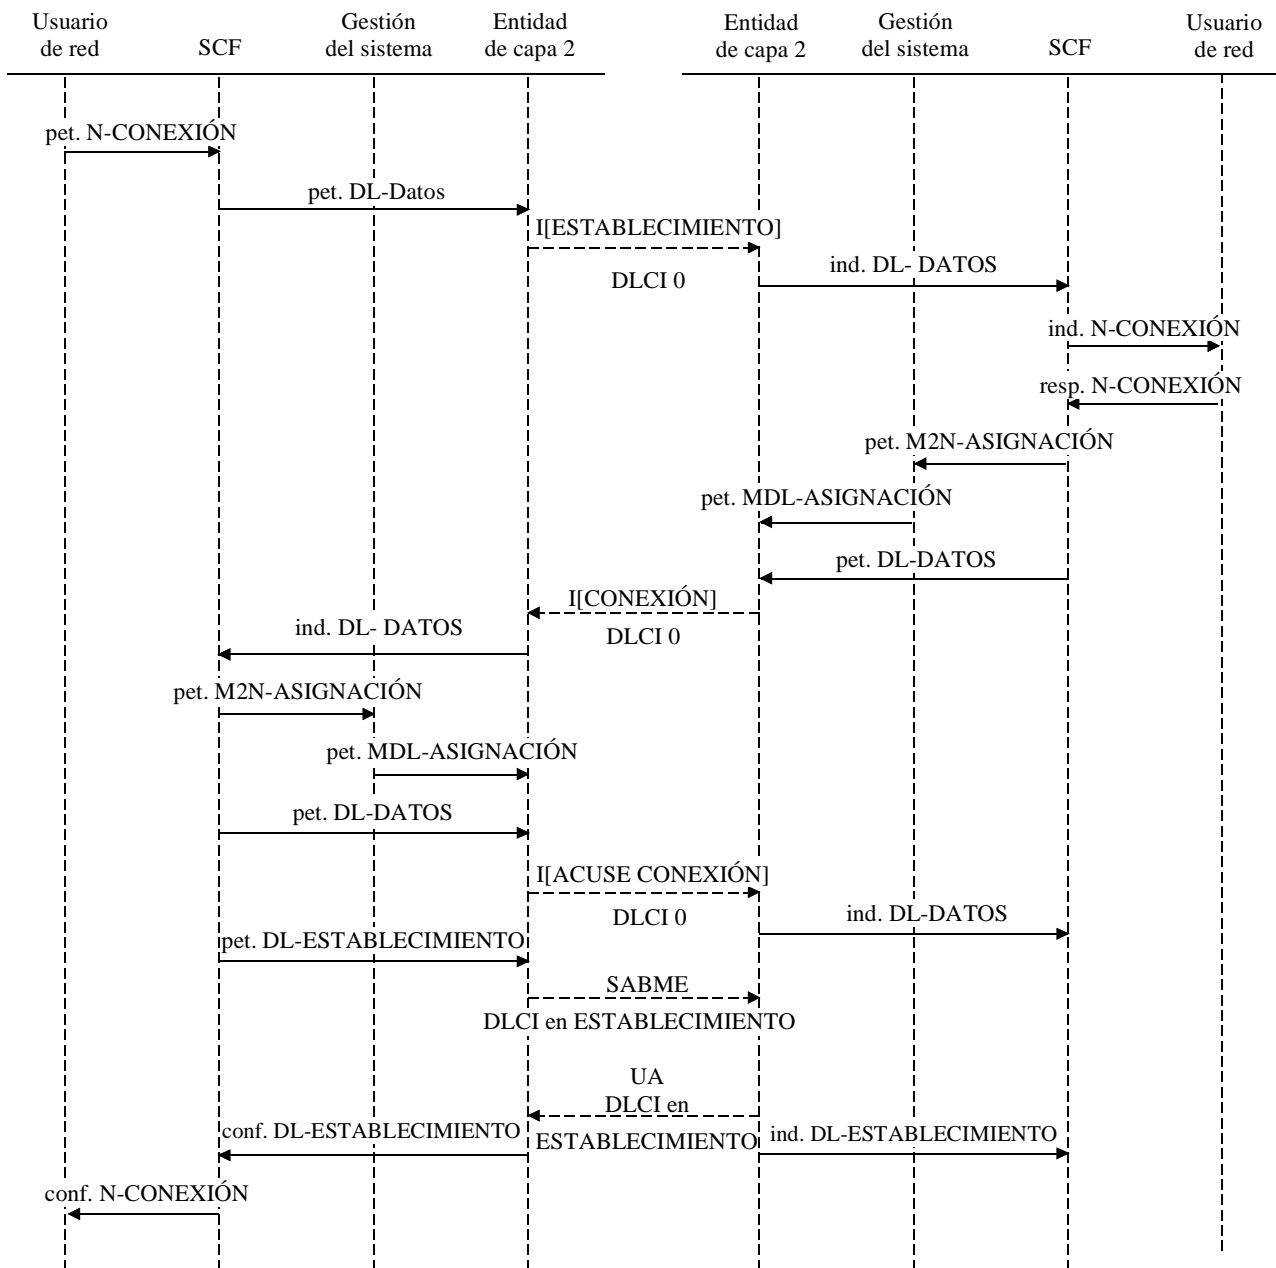 Usuario
de red
SCF
Gestión
del sistema
Entidad
de capa 2
Entidad
de capa 2
Gestión
del sistema
SCF
Usuario
de red
pet. N-CONEXIÓN
pet. DL-Datos
I[ESTABLECIMIENTO]
DLCI 0
ind. DL- DATOS
ind. N-CONEXIÓN
resp. N-CONEXIÓN
pet. M2N-ASIGNACIÓN
pet. MDL-ASIGNACIÓN
pet. DL-DATOS
I[CONEXIÓN]
DLCI 0
ind. DL- DATOS
pet. M2N-ASIGNACIÓN
pet. MDL-ASIGNACIÓN
pet. DL-DATOS
I[ACUSE CONEXIÓN]
DLCI 0
ind. DL-DATOS
pet. DL-ESTABLECIMIENTO
SABME
DLCI en ESTABLECIMIENTO
UA
DLCI en
ESTABLECIMIENTO
conf. DL-ESTABLECIMIENTO
ind. DL-ESTABLECIMIENTO
conf. N-CONEXIÓN